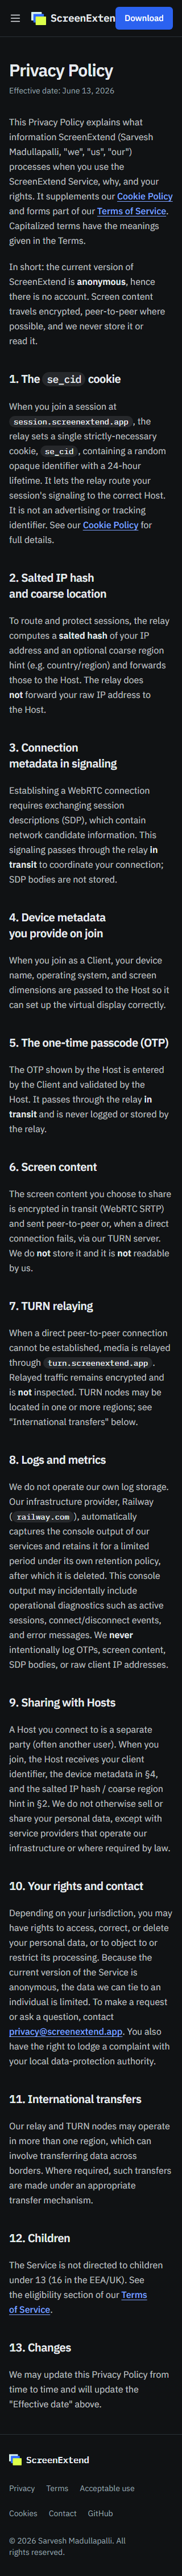 ScreenExtend
Download
Privacy Policy
Effective date: June 13, 2026
This Privacy Policy explains what
information ScreenExtend (Sarvesh
Madullapalli, "we", "us", "our")
processes when you use the
ScreenExtend Service, why, and your
rights. It supplements our Cookie Policy
and forms part of our Terms of Service.
Capitalized terms have the meanings
given in the Terms.
In short: the current version of
ScreenExtend is anonymous, hence
there is no account. Screen content
travels encrypted, peer-to-peer where
possible, and we never store it or
read it.
1. The se_cid cookie
When you join a session at
session.screenextend.app, the
relay sets a single strictly-necessary
cookie, se_cid, containing a random
opaque identifier with a 24-hour
lifetime. It lets the relay route your
session's signaling to the correct Host.
It is not an advertising or tracking
identifier. See our Cookie Policy for
full details.
2. Salted IP hash
and coarse location
To route and protect sessions, the relay
computes a salted hash of your IP
address and an optional coarse region
hint (e.g. country/region) and forwards
those to the Host. The relay does
not forward your raw IP address to
the Host.
3. Connection
metadata in signaling
Establishing a WebRTC connection
requires exchanging session
descriptions (SDP), which contain
network candidate information. This
signaling passes through the relay in
transit to coordinate your connection;
SDP bodies are not stored.
4. Device metadata
you provide on join
When you join as a Client, your device
name, operating system, and screen
dimensions are passed to the Host so it
can set up the virtual display correctly.
5. The one-time passcode (OTP)
The OTP shown by the Host is entered
by the Client and validated by the
Host. It passes through the relay in
transit and is never logged or stored by
the relay.
6. Screen content
The screen content you choose to share
is encrypted in transit (WebRTC SRTP)
and sent peer-to-peer or, when a direct
connection fails, via our TURN server.
We do not store it and it is not readable
by us.
7. TURN relaying
When a direct peer-to-peer connection
cannot be established, media is relayed
through turn.screenextend.app.
Relayed traffic remains encrypted and
is not inspected. TURN nodes may be
located in one or more regions; see
"International transfers" below.
8. Logs and metrics
We do not operate our own log storage.
Our infrastructure provider, Railway
(railway.com), automatically
captures the console output of our
services and retains it for a limited
period under its own retention policy,
after which it is deleted. This console
output may incidentally include
operational diagnostics such as active
sessions, connect/disconnect events,
and error messages. We never
intentionally log OTPs, screen content,
SDP bodies, or raw client IP addresses.
9. Sharing with Hosts
A Host you connect to is a separate
party (often another user). When you
join, the Host receives your client
identifier, the device metadata in §4,
and the salted IP hash / coarse region
hint in §2. We do not otherwise sell or
share your personal data, except with
service providers that operate our
infrastructure or where required by law.
10. Your rights and contact
Depending on your jurisdiction, you may
have rights to access, correct, or delete
your personal data, or to object to or
restrict its processing. Because the
current version of the Service is
anonymous, the data we can tie to an
individual is limited. To make a request
or ask a question, contact
privacy@screenextend.app. You also
have the right to lodge a complaint with
your local data-protection authority.
11. International transfers
Our relay and TURN nodes may operate
in more than one region, which can
involve transferring data across
borders. Where required, such transfers
are made under an appropriate
transfer mechanism.
12. Children
The Service is not directed to children
under 13 (16 in the EEA/UK). See
the eligibility section of our Terms
of Service.
13. Changes
We may update this Privacy Policy from
time to time and will update the
"Effective date" above.
ScreenExtend
Privacy Terms Acceptable use
Cookies Contact GitHub
© 2026 Sarvesh Madullapalli. All
rights reserved.